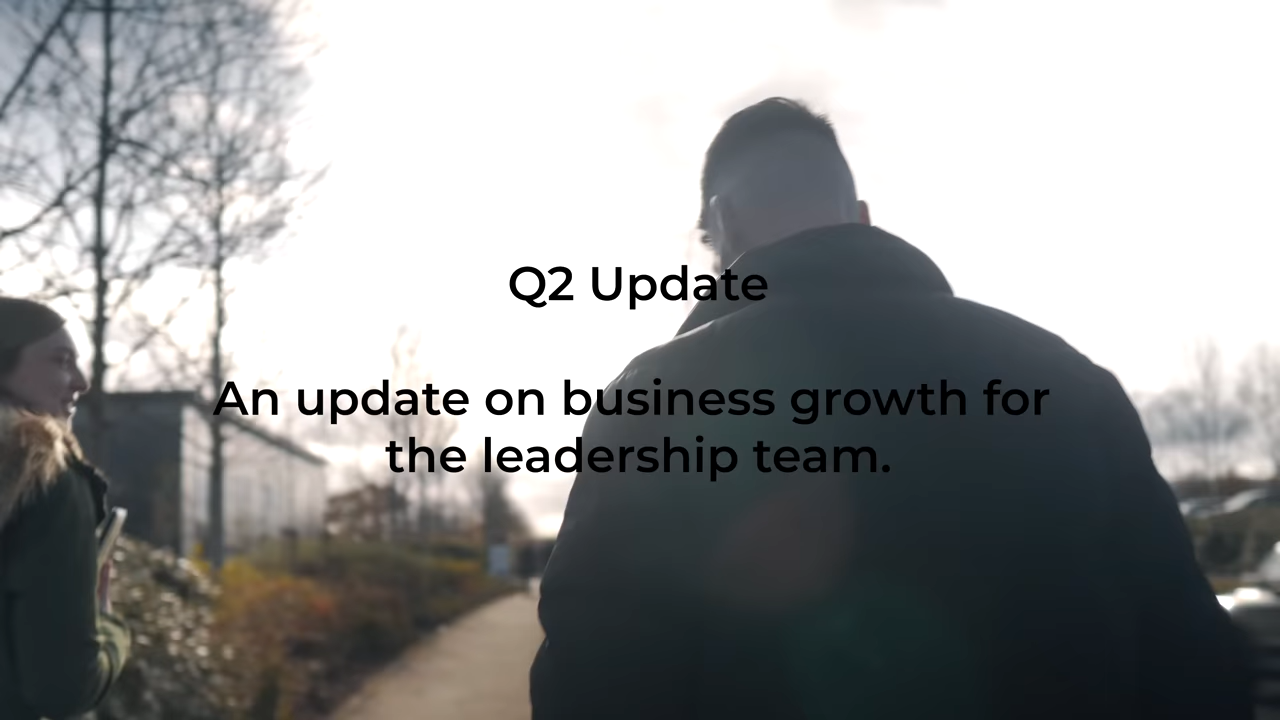 Q2 Update
An update on business growth for
the leadership team.